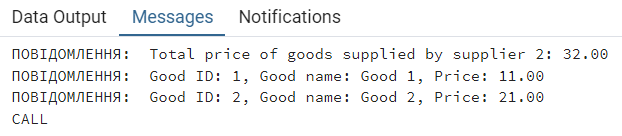 Data Output Messages Notifications
ПОВІДОМЛЕННЯ:  Total price of goods supplied by supplier 2: 32.00
ПОВІДОМЛЕННЯ:  Good ID: 1, Good name: Good 1, Price: 11.00
ПОВІДОМЛЕННЯ:  Good ID: 2, Good name: Good 2, Price: 21.00
CALL